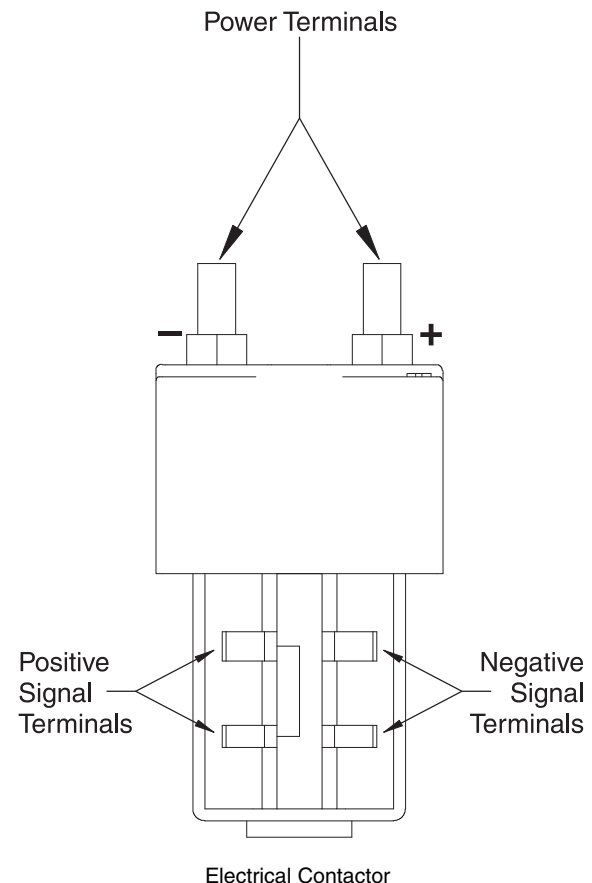 Power Terminals
–
+
Positive
Signal
Terminals
Negative
Signal
Terminals
Electrical Contactor